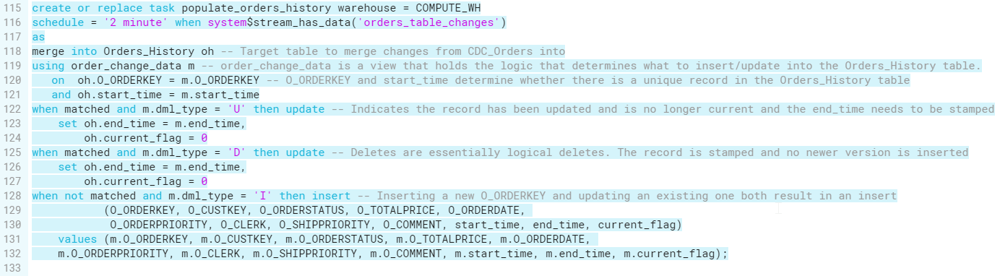 115 create or replace task populate_orders_history warehouse = COMPUTE_WH
116 schedule = '2 minute' when system$stream_has_data('orders_table_changes')
117 as
118 merge into Orders_History oh -- Target table to merge changes from CDC_Orders into
119 using order_change_data m -- order_change_data is a view that holds the logic that determines what to insert/update into the Orders_History table.
120    on  oh.O_ORDERKEY = m.O_ORDERKEY -- O_ORDERKEY and start_time determine whether there is a unique record in the Orders_History table
121    and oh.start_time = m.start_time
122 when matched and m.dml_type = 'U' then update -- Indicates the record has been updated and is no longer current and the end_time needs to be stamped
123     set oh.end_time = m.end_time,
124         oh.current_flag = 0
125 when matched and m.dml_type = 'D' then update -- Deletes are essentially logical deletes. The record is stamped and no newer version is inserted
126     set oh.end_time = m.end_time,
127         oh.current_flag = 0
128 when not matched and m.dml_type = 'I' then insert -- Inserting a new O_ORDERKEY and updating an existing one both result in an insert
129            (O_ORDERKEY, O_CUSTKEY, O_ORDERSTATUS, O_TOTALPRICE, O_ORDERDATE,
130             O_ORDERPRIORITY, O_CLERK, O_SHIPPRIORITY, O_COMMENT, start_time, end_time, current_flag)
131     values (m.O_ORDERKEY, m.O_CUSTKEY, m.O_ORDERSTATUS, m.O_TOTALPRICE, m.O_ORDERDATE,
132     m.O_ORDERPRIORITY, m.O_CLERK, m.O_SHIPPRIORITY, m.O_COMMENT, m.start_time, m.end_time, m.current_flag);
133